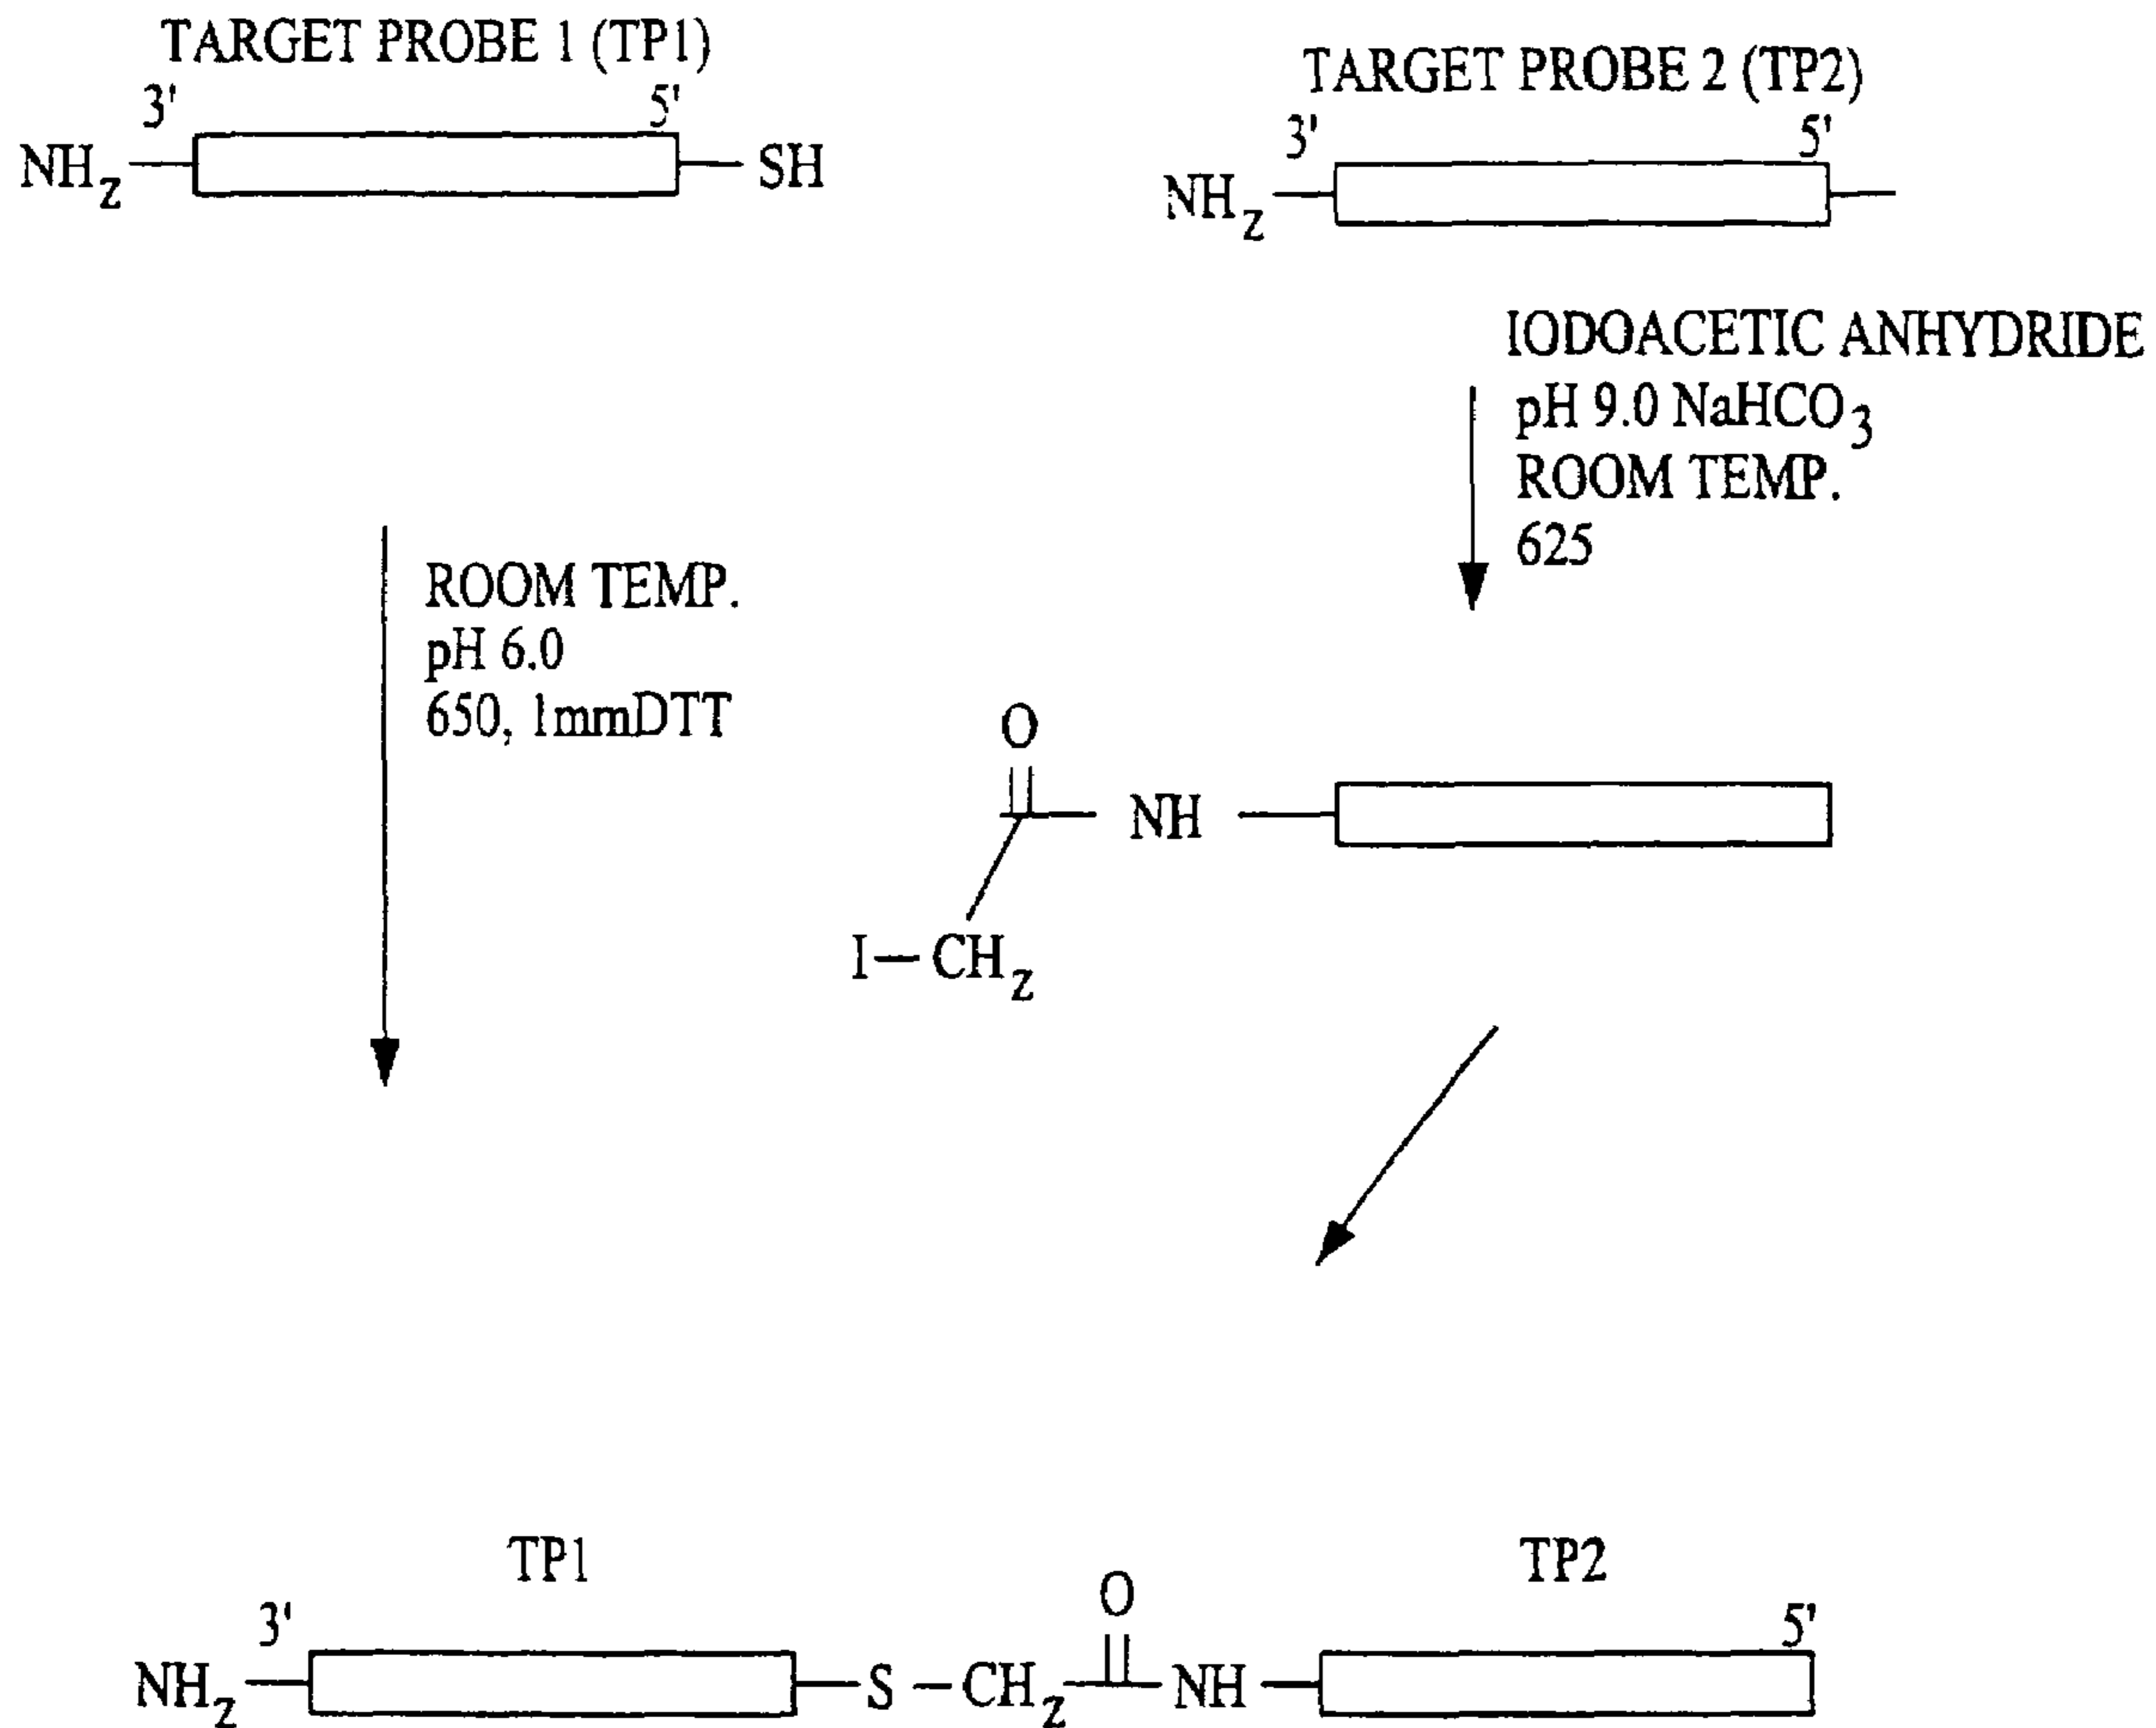 TARGET PROBE 1 (TP1)
3' 5'
NH₂ SH
TARGET PROBE 2 (TP2)
3' 5'
NH₂
IODOACETIC ANHYDRIDE
pH 9.0 NaHCO₃
ROOM TEMP.
625
ROOM TEMP.
pH 6.0
650, 1mmDTT
O
NH
I—CH₂
TP1
TP2
O
3' 5'
NH₂ S—CH₂ NH